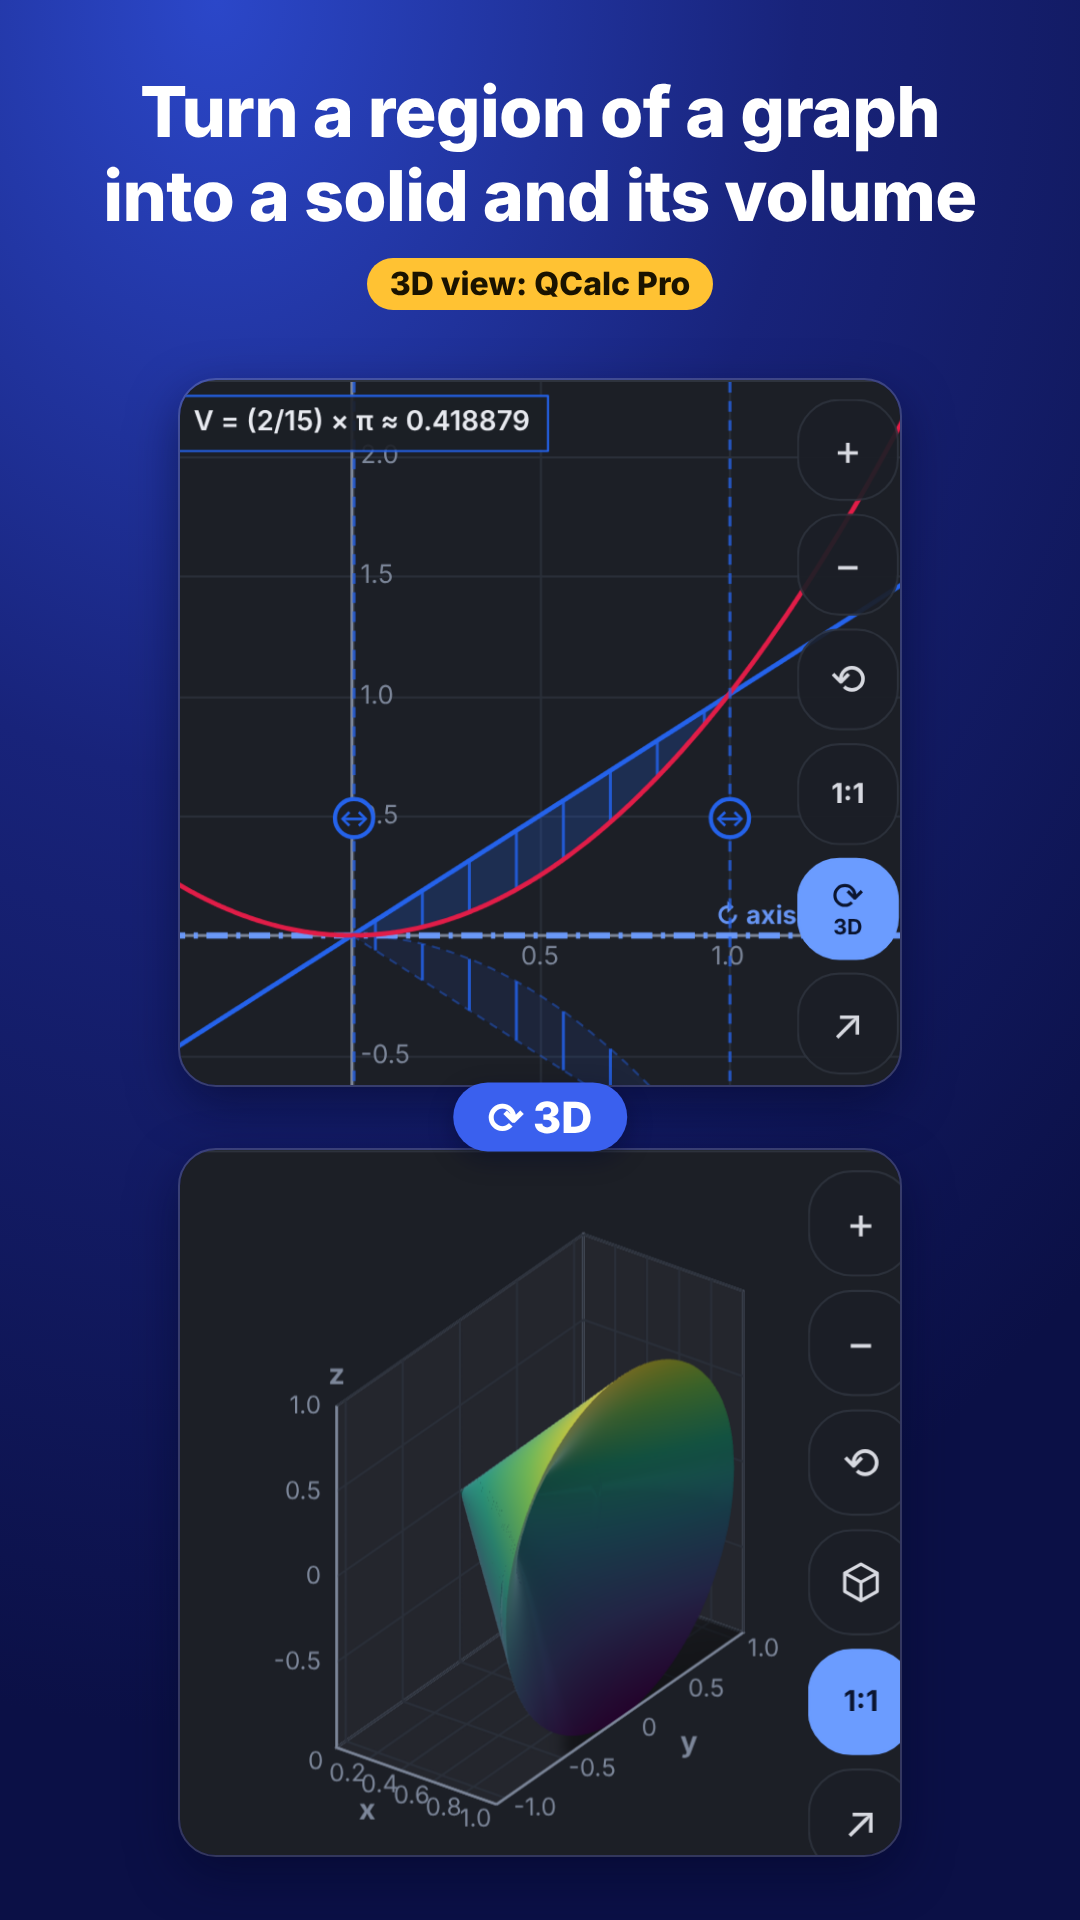 Turn a region of a graph
into a solid and its volume
3D view: QCalc Pro
V = (2/15) × π ≈ 0.418879
2.0
+
1.5
−
1.0
1:1
.5
⟳
3D
axis
0.5
1.0
-0.5
⟳ 3D
+
−
z
1.0
0.5
0
-0.5
1.0
0.5
1:1
0
y
0
0.2
0.4
0.6
0.8
1.0
-0.5
-1.0
x